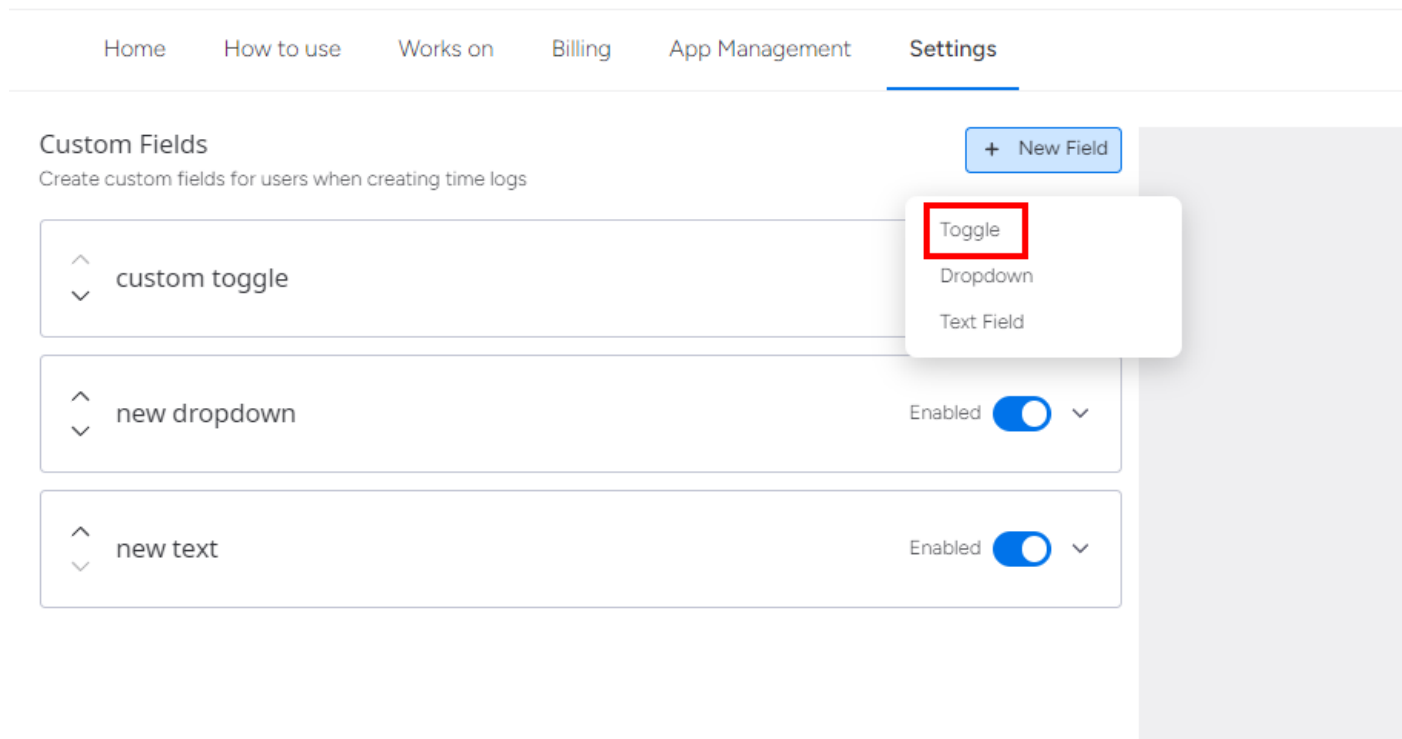 Home How to use Works on Billing App Management Settings
Custom Fields
+ New Field
Create custom fields for users when creating time logs
Toggle
Dropdown
Text Field
custom toggle
new dropdown Enabled
new text Enabled